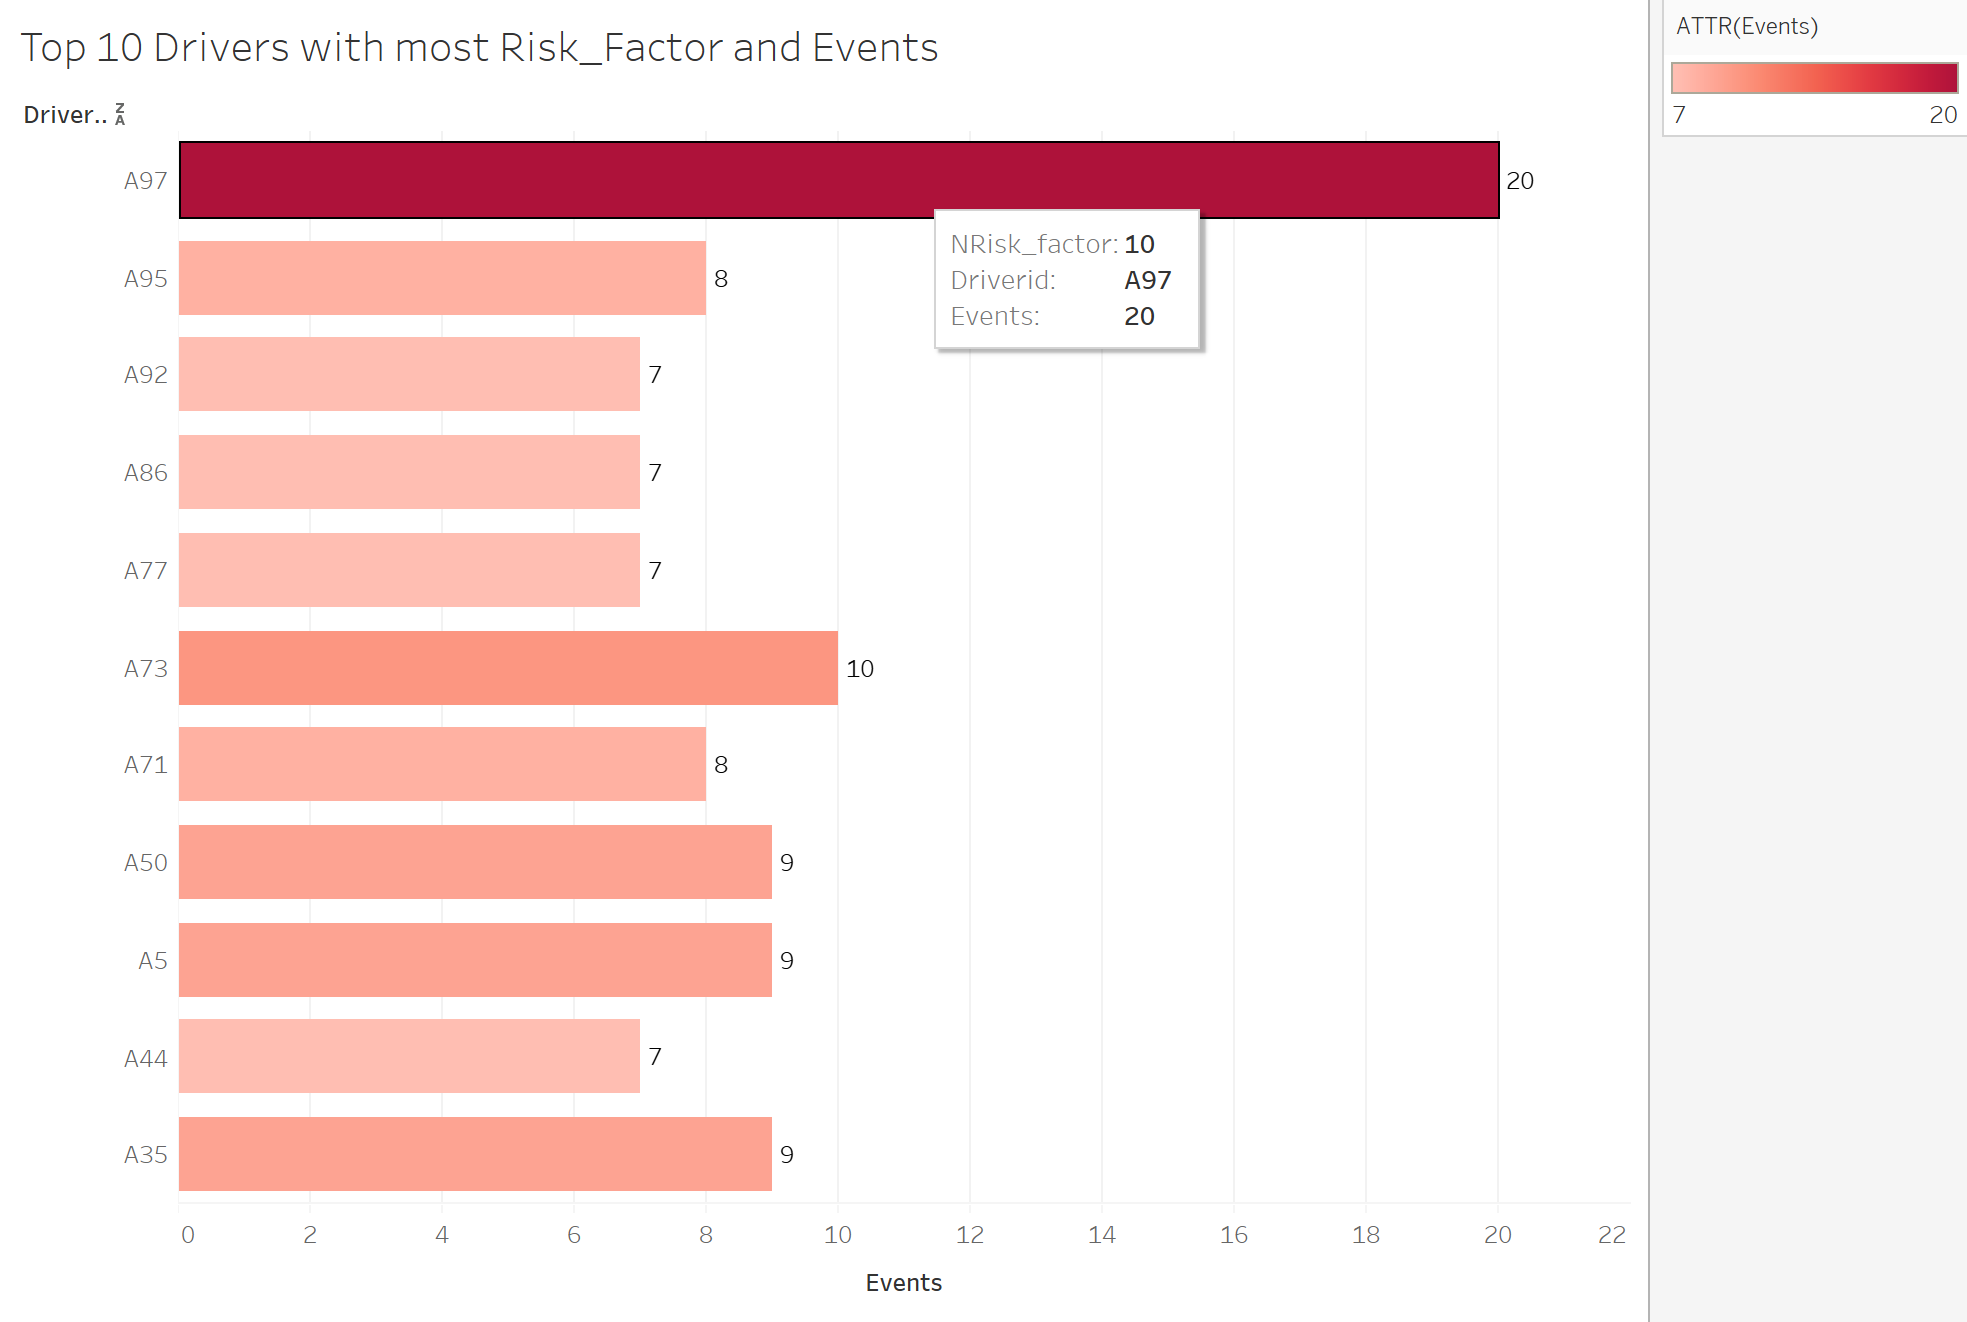 Top 10 Drivers with most Risk_Factor and Events
ATTR(Events)
7 20
Driver.. Z A
A97 20
NRisk_factor: 10
Driverid: A97
Events: 20
A95 8
A92 7
A86 7
A77 7
A73 10
A71 8
A50 9
A5 9
A44 7
A35 9
0 2 4 6 8 10 12 14 16 18 20 22
Events